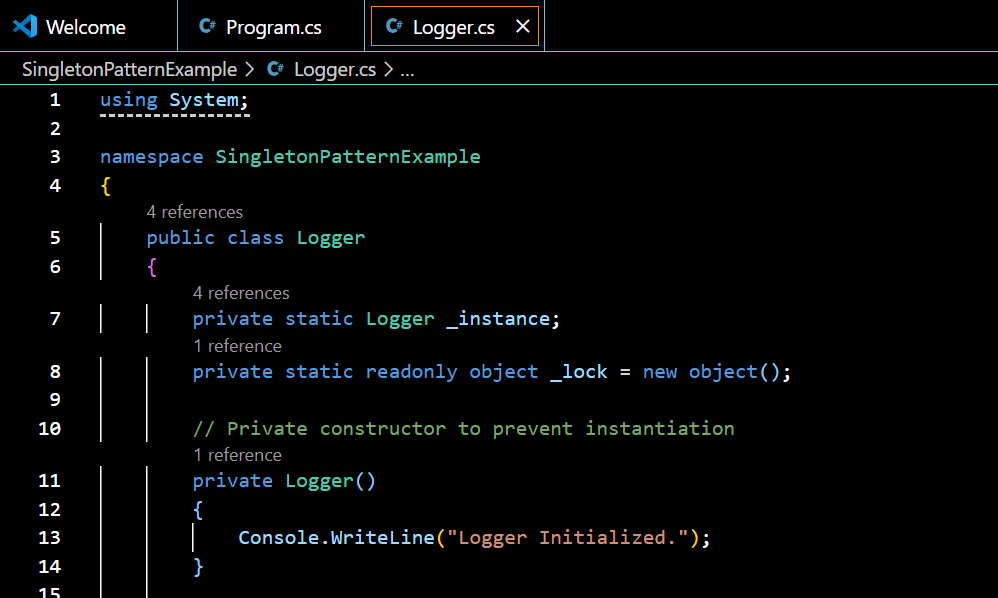 Welcome
C# Program.cs
C# Logger.cs
SingletonPatternExample > C# Logger.cs > ...
1 using System;
2
3 namespace SingletonPatternExample
4 {
4 references
5 public class Logger
6 {
4 references
7 private static Logger _instance;
1 reference
8 private static readonly object _lock = new object();
9
10 // Private constructor to prevent instantiation
1 reference
11 private Logger()
12 {
13 Console.WriteLine("Logger Initialized.");
14 }
15